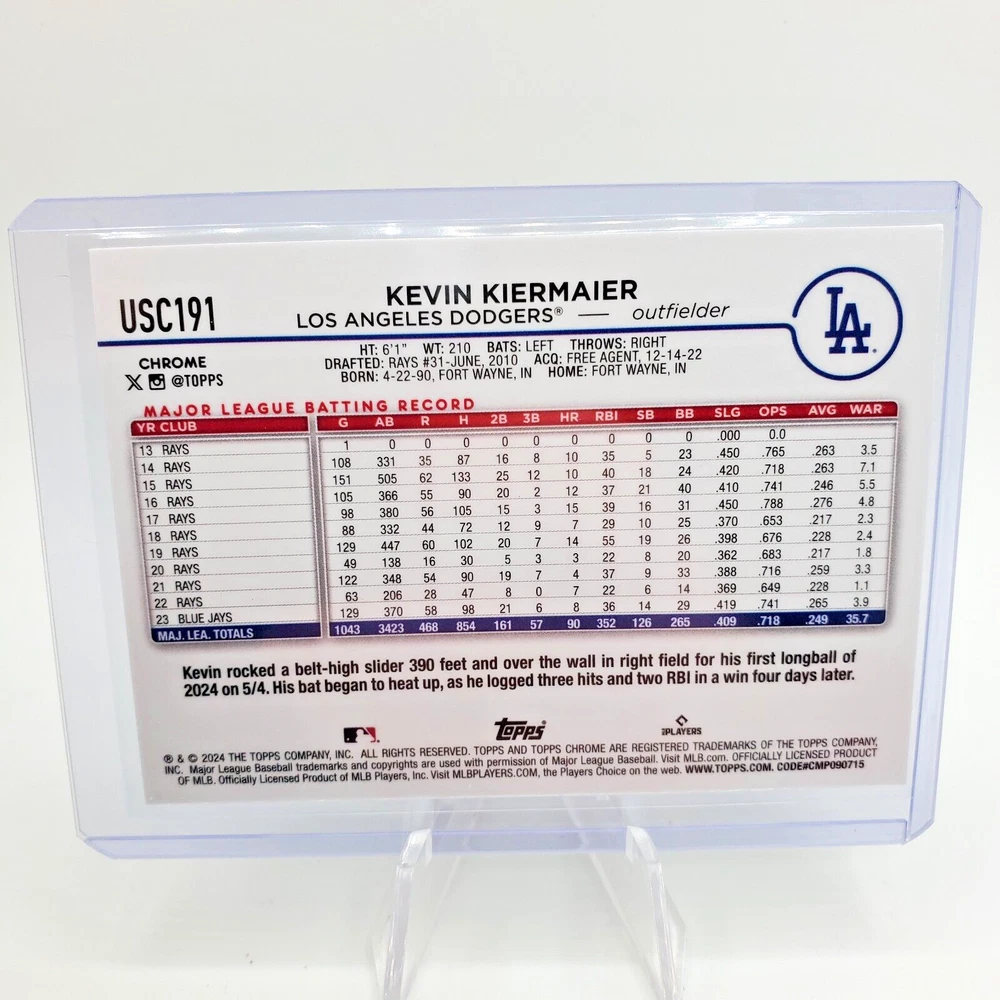 USC191
KEVIN KIERMAIER
LOS ANGELES DODGERS® — outfielder
LA
CHROME
X @TOPPS
HT: 6'1" WT: 210 BATS: LEFT THROWS: RIGHT
DRAFTED: RAYS #31-JUNE, 2010 ACQ: FREE AGENT, 12-14-22
BORN: 4-22-90, FORT WAYNE, IN HOME: FORT WAYNE, IN
MAJOR LEAGUE BATTING RECORD
YR CLUB G AB R H 2B 3B HR RBI SB BB SLG OPS AVG WAR
13 RAYS 1 0 0 0 0 0 0 0 0 0 .000 0.0
14 RAYS 108 331 35 87 16 8 10 35 5 23 .450 .765 .263 3.5
15 RAYS 151 505 62 133 25 12 10 40 18 24 .420 .718 .263 7.1
16 RAYS 105 366 55 90 20 2 12 37 21 40 .410 .741 .246 5.5
17 RAYS 98 380 56 105 15 3 15 39 16 31 .450 .788 .276 4.8
18 RAYS 88 332 44 72 12 9 7 29 10 25 .370 .653 .217 2.3
19 RAYS 129 447 60 102 20 7 14 55 19 26 .398 .676 .228 2.4
20 RAYS 49 138 16 30 5 3 3 22 8 20 .362 .683 .217 1.8
21 RAYS 122 348 54 90 19 7 4 37 9 33 .388 .716 .259 3.3
22 RAYS 63 206 28 47 8 0 7 22 6 14 .369 .649 .228 1.1
23 BLUE JAYS 129 370 58 98 21 6 8 36 14 29 .419 .741 .265 3.9
MAJ. LEA. TOTALS 1043 3423 468 854 161 57 90 352 126 265 .409 .718 .249 35.7
Kevin rocked a belt-high slider 390 feet and over the wall in right field for his first longball of
2024 on 5/4. His bat began to heat up, as he logged three hits and two RBI in a win four days later.
Topps PLAYERS
® & © 2024 THE TOPPS COMPANY, INC. ALL RIGHTS RESERVED. TOPPS AND TOPPS CHROME ARE REGISTERED TRADEMARKS OF THE TOPPS COMPANY,
INC. Major League Baseball trademarks and copyrights are used with permission of Major League Baseball. Visit MLB.com. OFFICIALLY LICENSED PRODUCT
OF MLB. Officially Licensed Product of MLB Players, Inc. Visit MLBPLAYERS.COM, the Players Choice on the web. WWW.TOPPS.COM. CODE#CMP090715